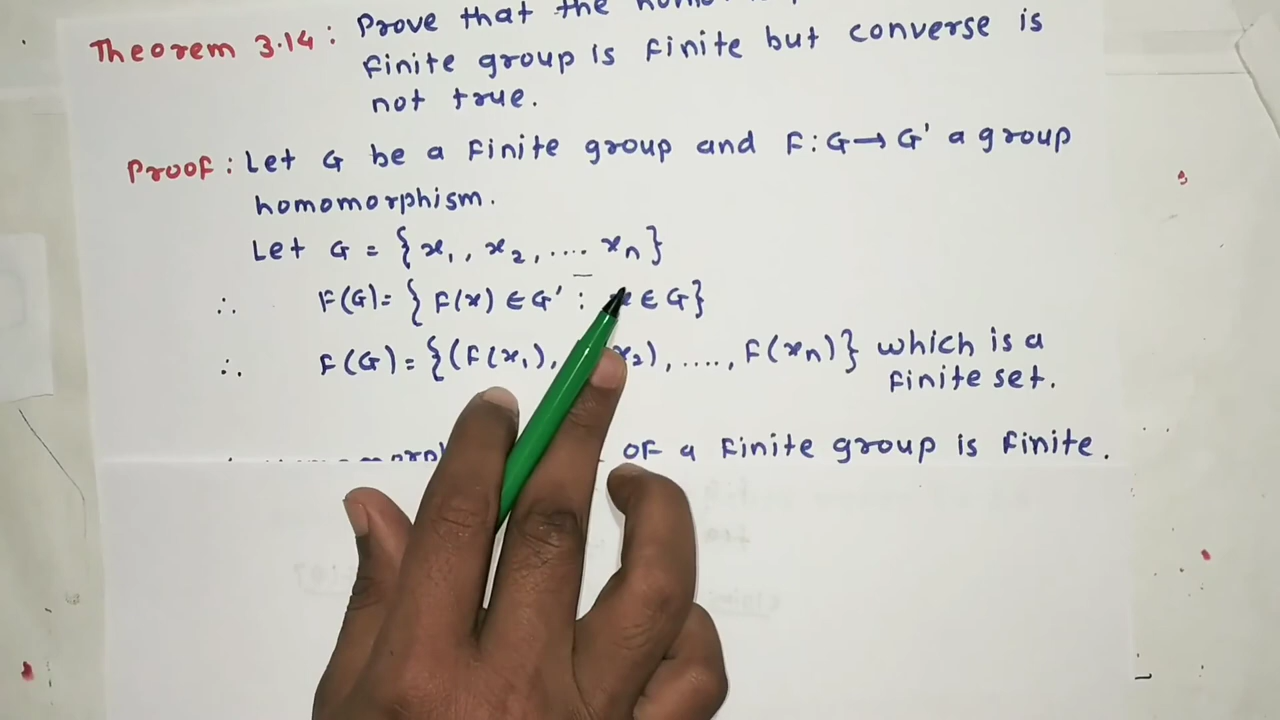 Theorem 3.14: Prove that the
finite group is finite but converse is
not true.
Proof: Let G be a finite group and F: G→G' a group
homomorphism.
Let G = {x₁, x₂, .... xₙ}
∴ F(G) = { F(x) ∈ G' : x ∈ G}
∴ F(G) = {(F(x₁), x₂), ...., F(xₙ)} which is a
finite set.
of a finite group is finite.